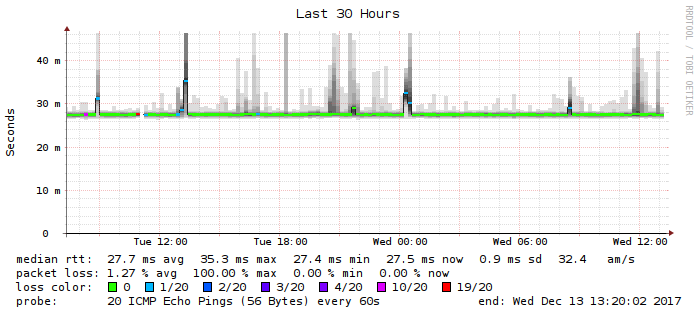 Last 30 Hours
RRDTOOL / TOBI OETIKER
Seconds
40 m
30 m
20 m
10 m
0
Tue 12:00 Tue 18:00 Wed 00:00 Wed 06:00 Wed 12:00
median rtt: 27.7 ms avg 35.3 ms max 27.4 ms min 27.5 ms now 0.9 ms sd 32.4 am/s
packet loss: 1.27 % avg 100.00 % max 0.00 % min 0.00 % now
loss color: 0 1/20 2/20 3/20 4/20 10/20 19/20
probe: 20 ICMP Echo Pings (56 Bytes) every 60s end: Wed Dec 13 13:20:02 2017